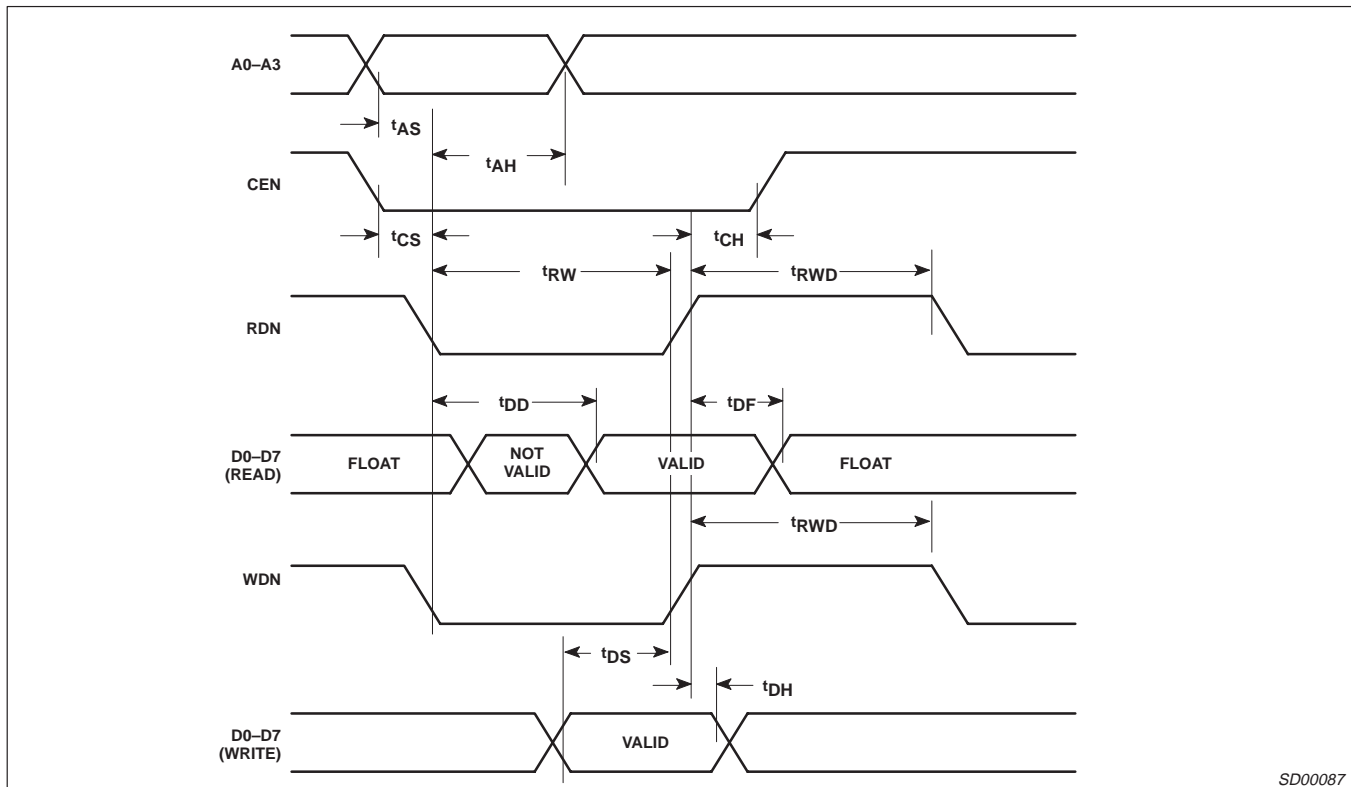 A0–A3
tAS
tAH
CEN
tCS
tCH
tRW
tRWD
RDN
tDD
tDF
D0–D7
(READ)
FLOAT
NOT
VALID
VALID
FLOAT
tRWD
WDN
tDS
tDH
D0–D7
(WRITE)
VALID
SD00087